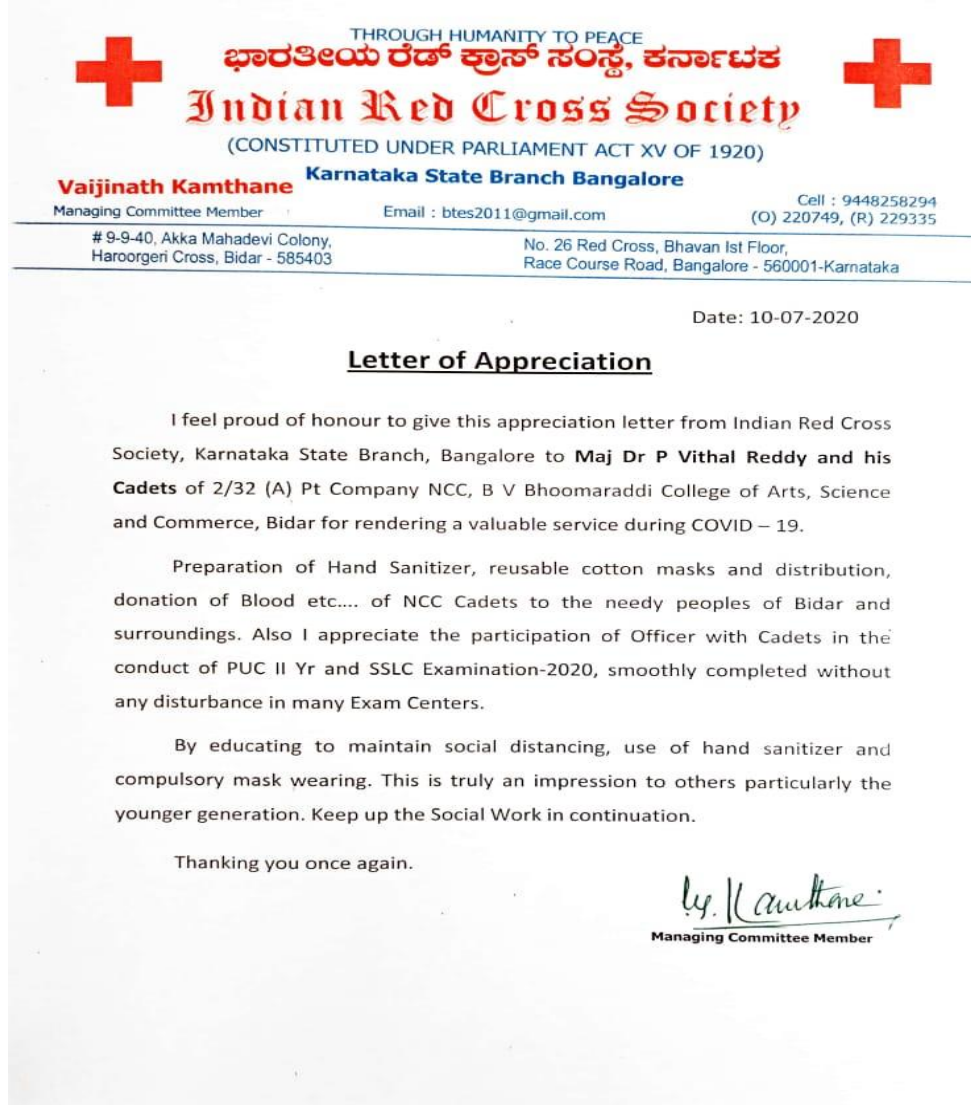 THROUGH HUMANITY TO PEACE
ಭಾರತೀಯ ರೆಡ್ ಕ್ರಾಸ್ ಸಂಸ್ಥೆ, ಕರ್ನಾಟಕ
Indian Red Cross Society
(CONSTITUTED UNDER PARLIAMENT ACT XV OF 1920)
Karnataka State Branch Bangalore
Vaijinath Kamthane
Managing Committee Member
Email : btes2011@gmail.com
Cell : 9448258294
(O) 220749, (R) 229335
# 9-9-40, Akka Mahadevi Colony,
Haroorgeri Cross, Bidar - 585403
No. 26 Red Cross, Bhavan Ist Floor,
Race Course Road, Bangalore - 560001-Karnataka
Date: 10-07-2020
Letter of Appreciation
I feel proud of honour to give this appreciation letter from Indian Red Cross
Society, Karnataka State Branch, Bangalore to Maj Dr P Vithal Reddy and his
Cadets of 2/32 (A) Pt Company NCC, B V Bhoomaraddi College of Arts, Science
and Commerce, Bidar for rendering a valuable service during COVID – 19.
Preparation of Hand Sanitizer, reusable cotton masks and distribution,
donation of Blood etc.... of NCC Cadets to the needy peoples of Bidar and
surroundings. Also I appreciate the participation of Officer with Cadets in the
conduct of PUC II Yr and SSLC Examination-2020, smoothly completed without
any disturbance in many Exam Centers.
By educating to maintain social distancing, use of hand sanitizer and
compulsory mask wearing. This is truly an impression to others particularly the
younger generation. Keep up the Social Work in continuation.
Thanking you once again.
Kamthane
Managing Committee Member